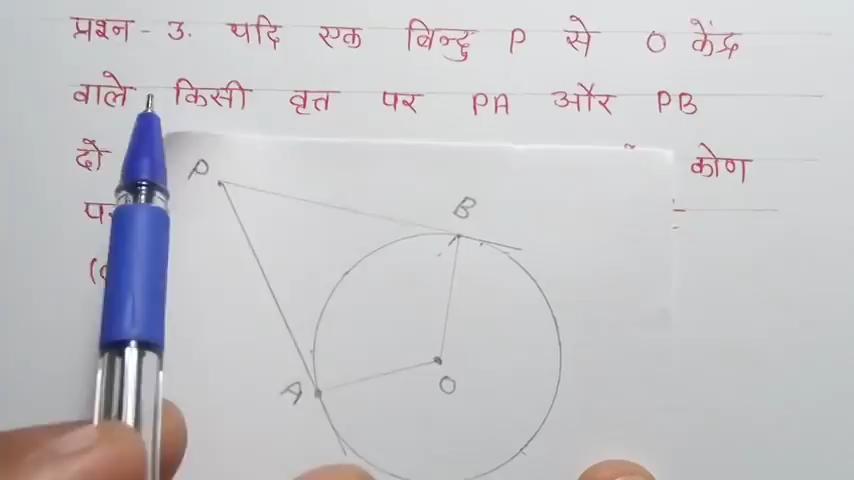 प्रश्न - 3. यदि एक बिन्दु P से O केंद्र
वाले किसी वृत्त पर PA और PB
दो कोण
P
B
A
O